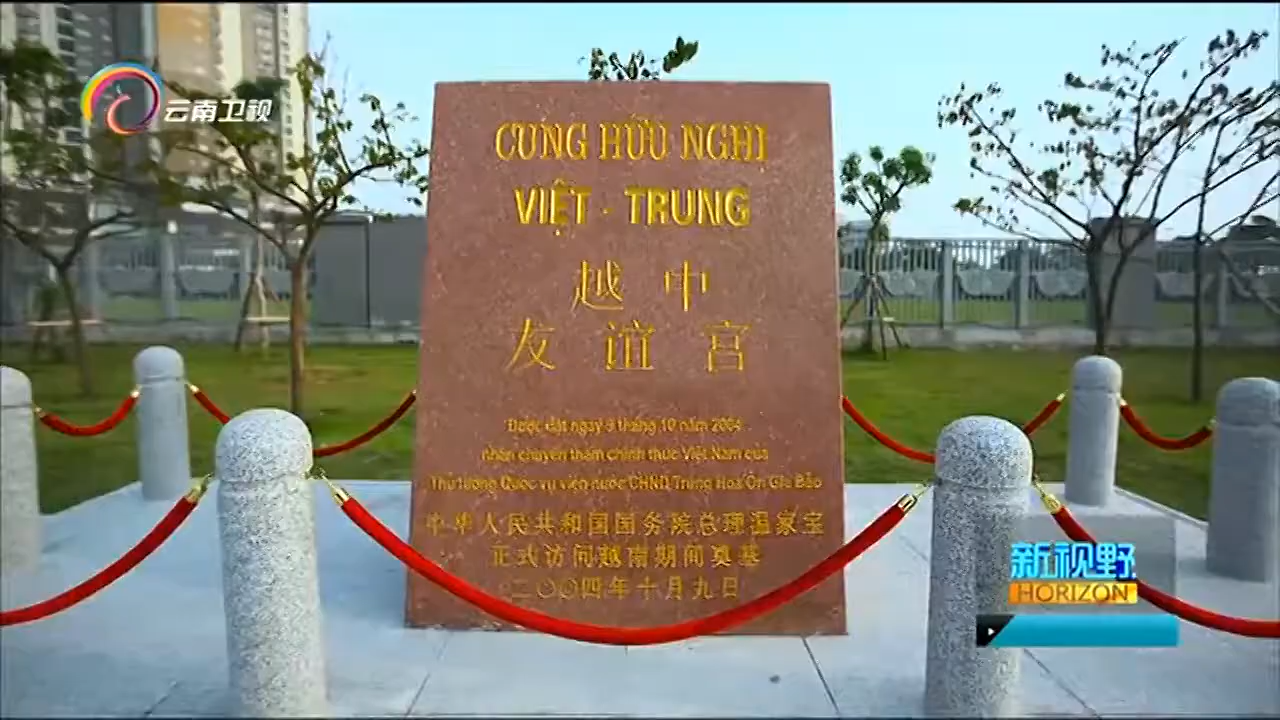 云南卫视
CUNG HỮU NGHỊ
VIỆT - TRUNG
越 中
友 谊 宫
Được đặt ngày 9 tháng 10 năm 2004
nhân chuyến thăm chính thức Việt Nam của
Thủ tướng Quốc vụ viện nước CHND Trung Hoa Ôn Gia Bảo
中华人民共和国国务院总理温家宝
正式访问越南期间奠基
二〇〇四年十月九日
新视野
HORIZON